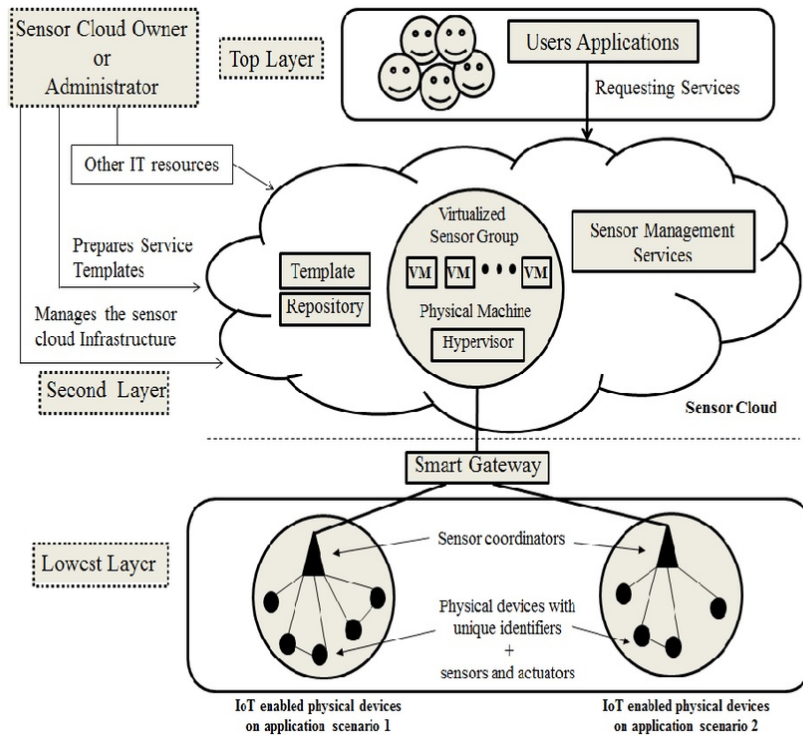 Sensor Cloud Owner
or
Administrator
Top Layer
Users Applications
Requesting Services
Other IT resources
Prepares Service
Templates
Manages the sensor
cloud Infrastructure
Second Layer
Template
Repository
Virtualized
Sensor Group
VM VM VM
Physical Machine
Hypervisor
Sensor Management
Services
Sensor Cloud
Smart Gateway
Lowest Layer
Sensor coordinators
Physical devices with
unique identifiers
+
sensors and actuators
IoT enabled physical devices
on application scenario 1
IoT enabled physical devices
on application scenario 2